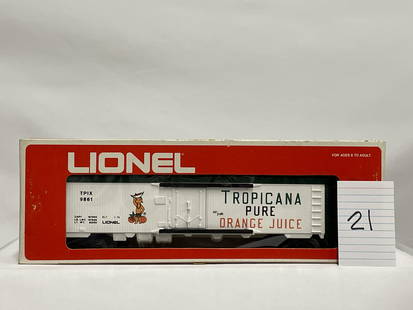 FOR AGES 8 TO ADULT.
LIONEL
TPIX
9861
LIONEL
TROPICANA
PURE
ORANGE JUICE
21